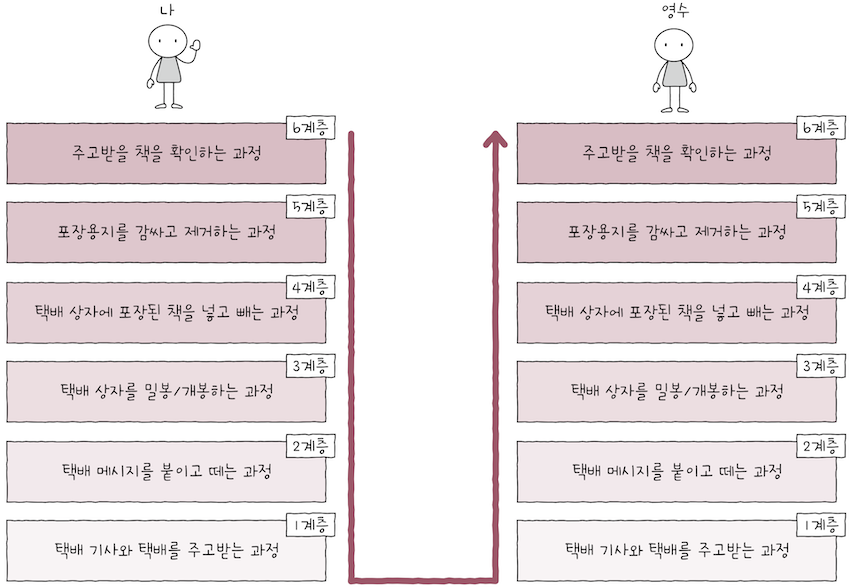 나
영수
6계층
주고받을 책을 확인하는 과정
5계층
포장용지를 감싸고 제거하는 과정
4계층
택배 상자에 포장된 책을 넣고 빼는 과정
3계층
택배 상자를 밀봉/개봉하는 과정
2계층
택배 메시지를 붙이고 떼는 과정
1계층
택배 기사와 택배를 주고받는 과정
6계층
주고받을 책을 확인하는 과정
5계층
포장용지를 감싸고 제거하는 과정
4계층
택배 상자에 포장된 책을 넣고 빼는 과정
3계층
택배 상자를 밀봉/개봉하는 과정
2계층
택배 메시지를 붙이고 떼는 과정
1계층
택배 기사와 택배를 주고받는 과정